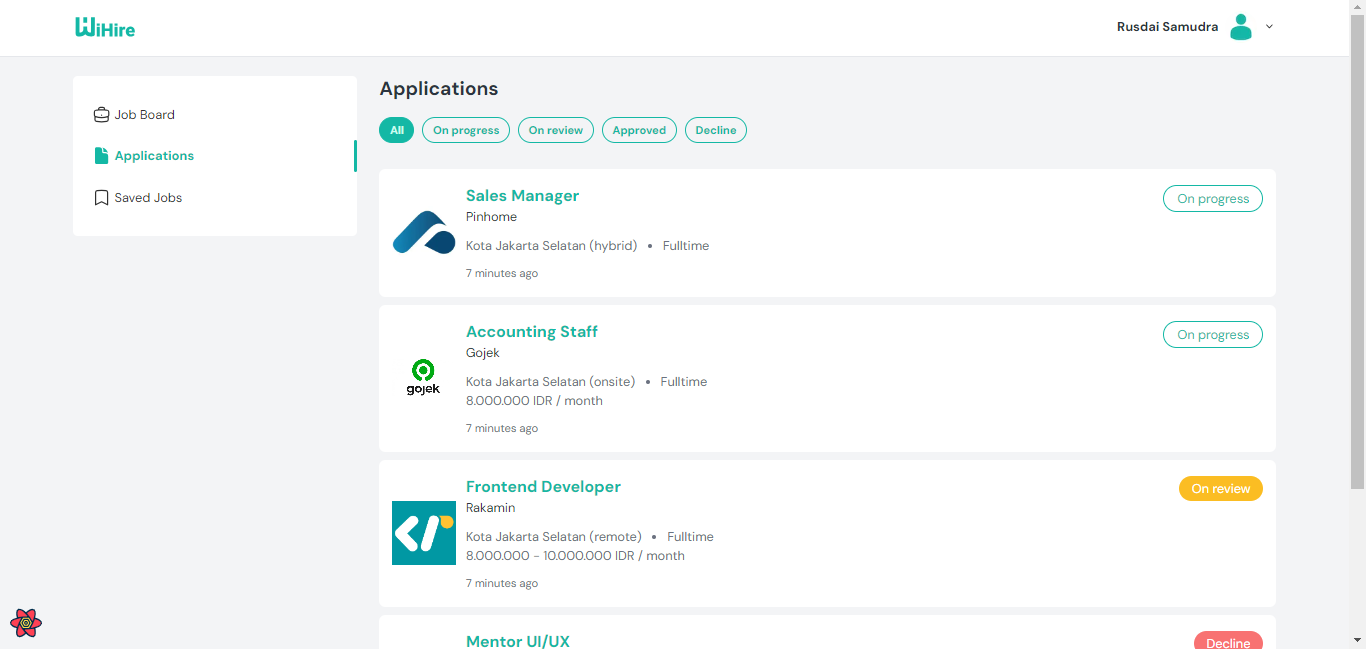 WiHire
Rusdai Samudra
Job Board
Applications
Saved Jobs
Applications
All
On progress
On review
Approved
Decline
Sales Manager
On progress
Pinhome
Kota Jakarta Selatan (hybrid) • Fulltime
7 minutes ago
Accounting Staff
On progress
Gojek
gojek
Kota Jakarta Selatan (onsite) • Fulltime
8.000.000 IDR / month
7 minutes ago
Frontend Developer
On review
Rakamin
Kota Jakarta Selatan (remote) • Fulltime
8.000.000 - 10.000.000 IDR / month
7 minutes ago
Mentor UI/UX
Decline